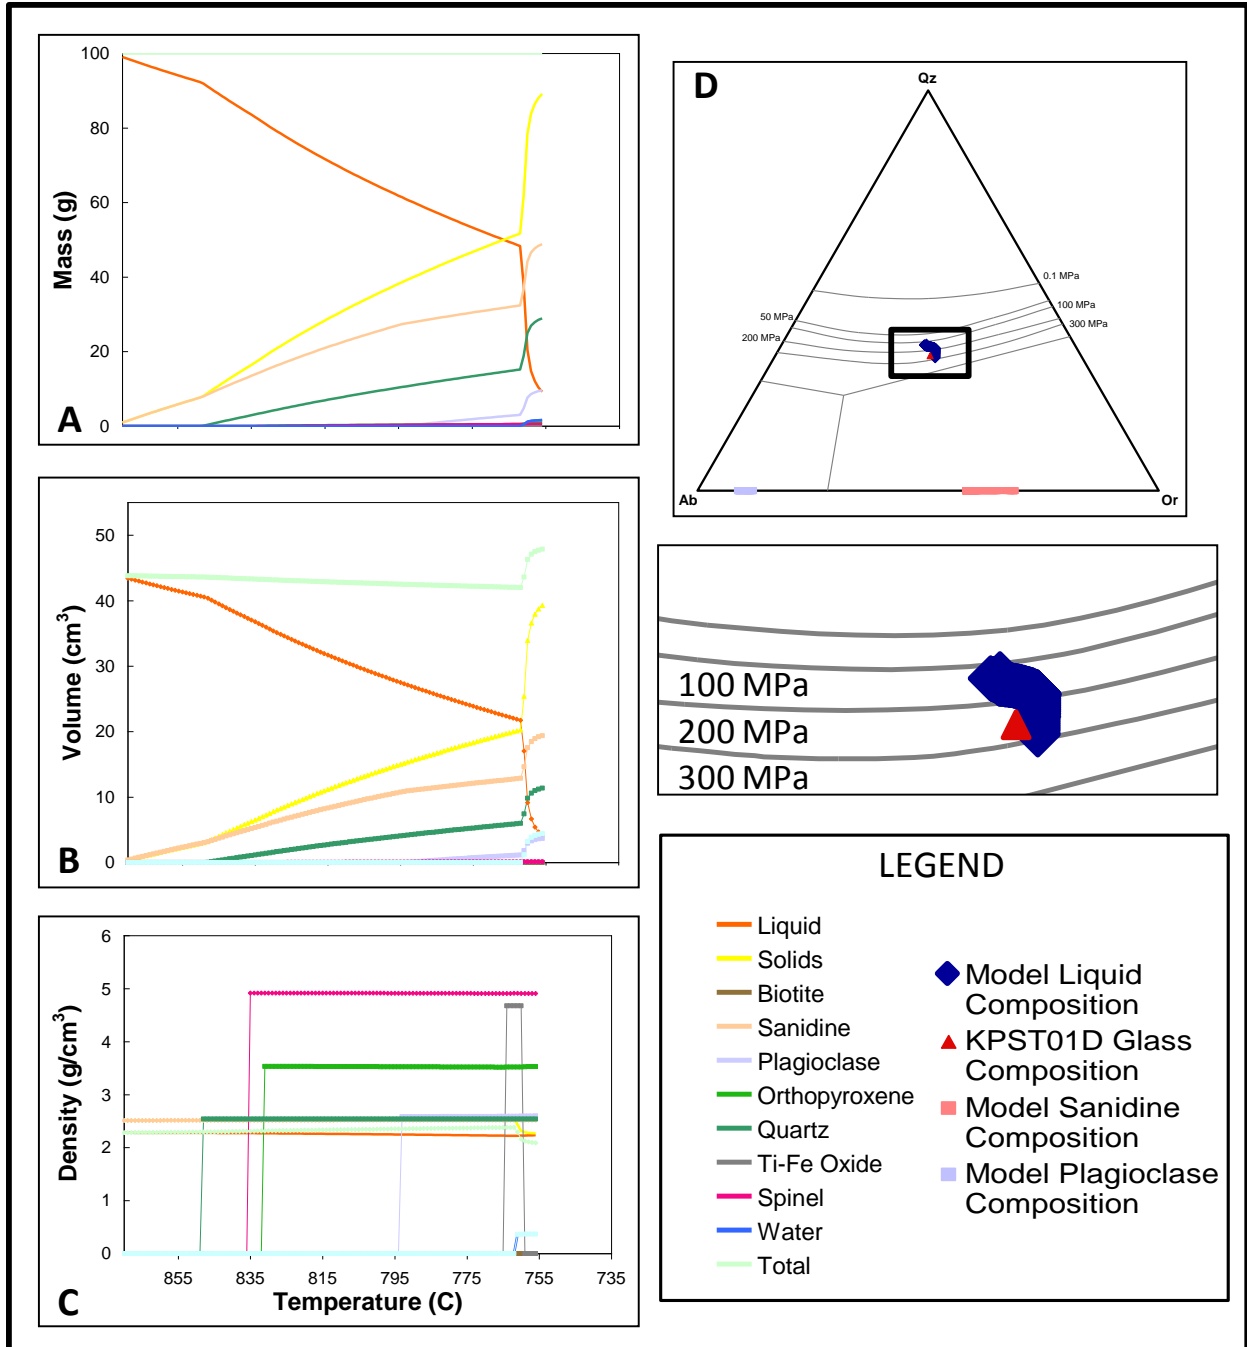 100
80
60
40
20
0
Mass (g)
A
50
40
30
20
10
0
Volume (cm³)
B
6
5
4
3
2
1
0
Density (g/cm³)
855 835 815 795 775 755 735
Temperature (C)
C
D
Qz
0.1 MPa
100 MPa
50 MPa
300 MPa
200 MPa
Ab
Or
100 MPa
200 MPa
300 MPa
LEGEND
Liquid
Solids
Biotite
Sanidine
Plagioclase
Orthopyroxene
Quartz
Ti-Fe Oxide
Spinel
Water
Total
Model Liquid
Composition
KPST01D Glass
Composition
Model Sanidine
Composition
Model Plagioclase
Composition